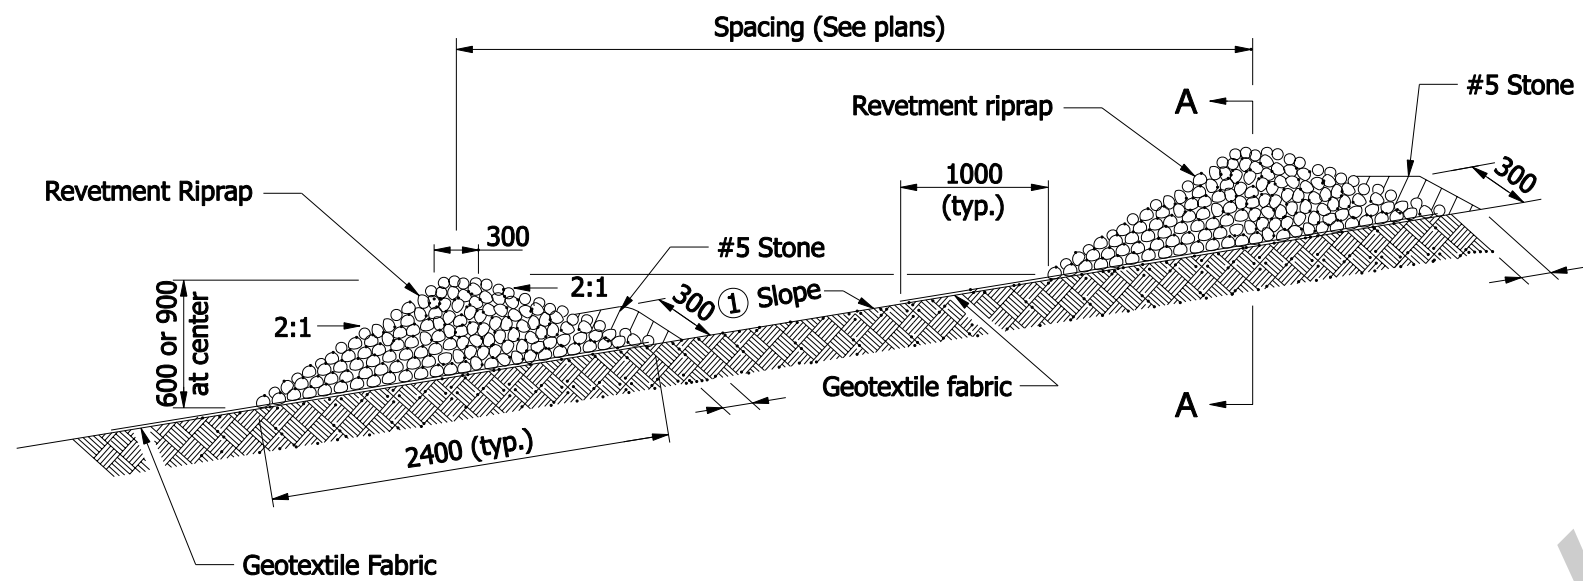 Spacing (See plans)
#5 Stone
Revetment riprap
A
1000
(typ.)
300
Revetment Riprap
300
#5 Stone
2:1
300
1 Slope
2:1
600 or 900
at center
Geotextile fabric
A
2400 (typ.)
Geotextile Fabric